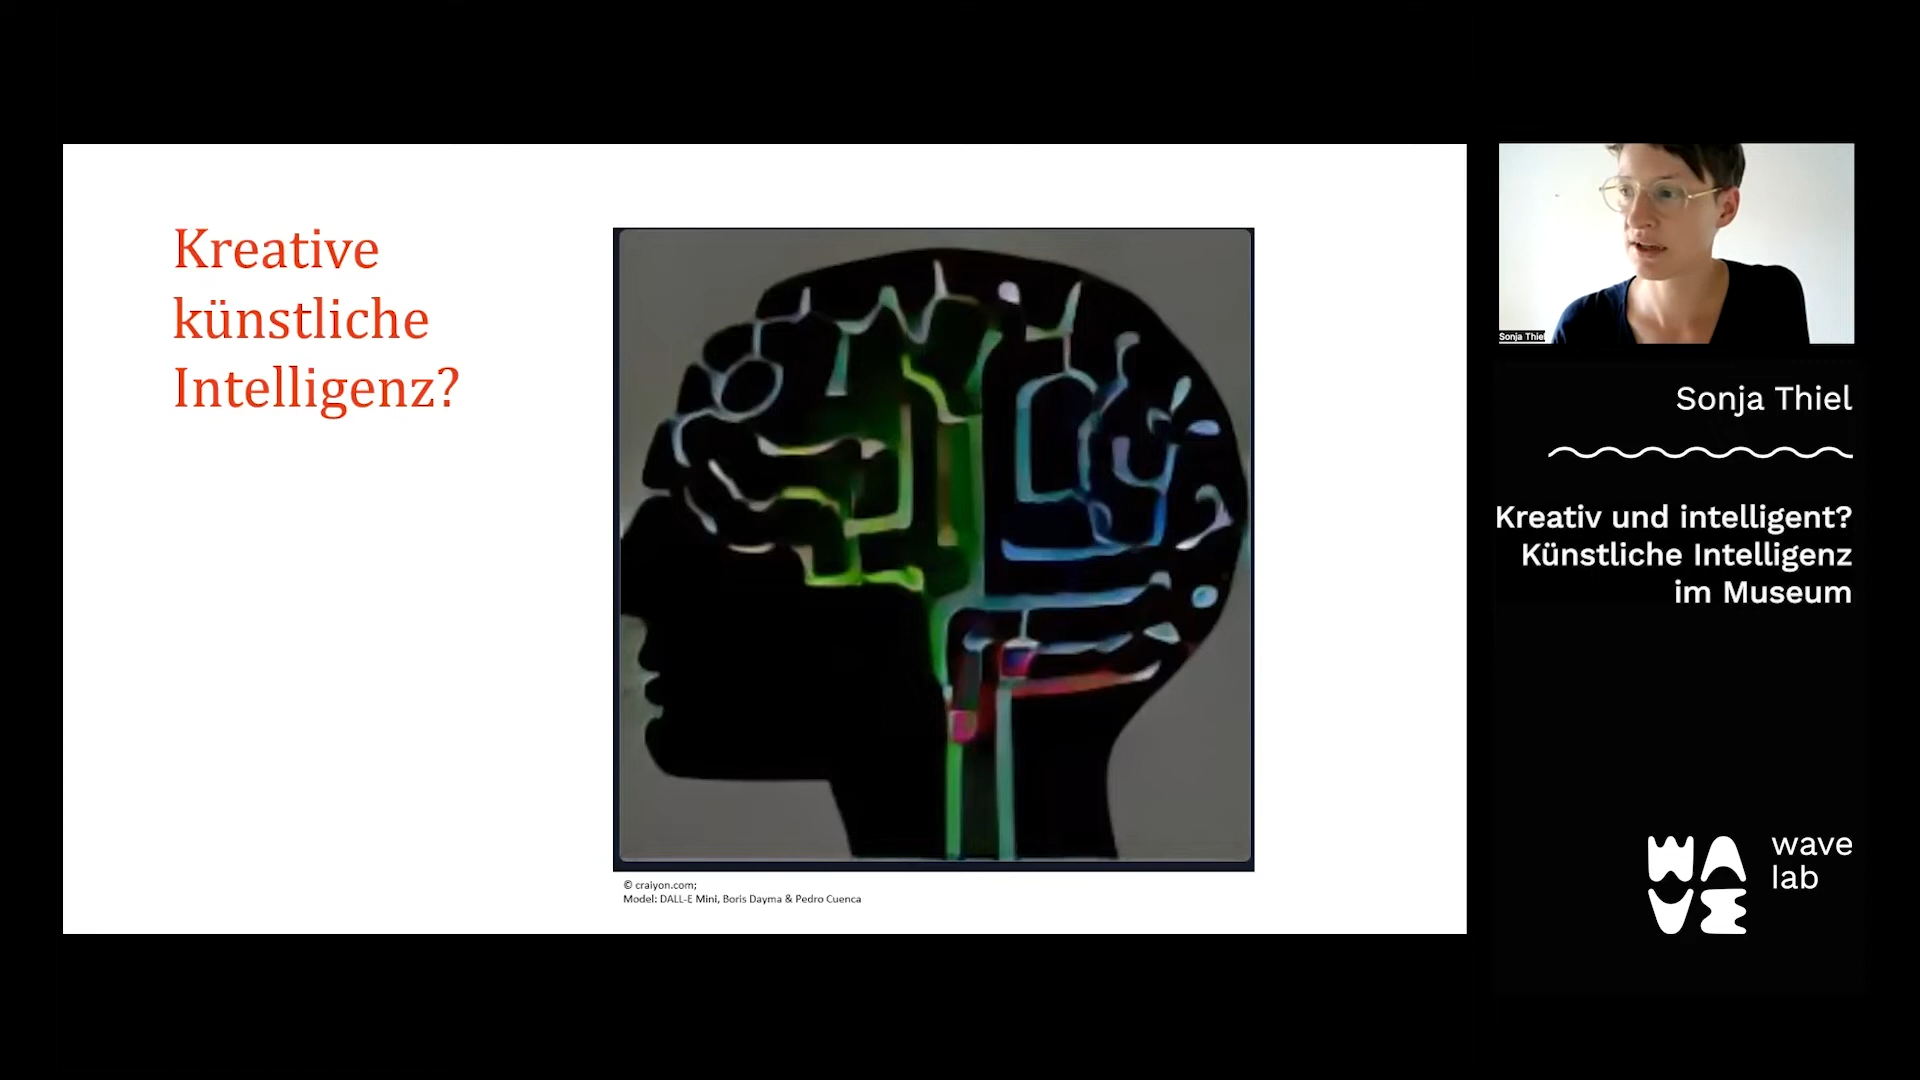 Kreative
künstliche
Intelligenz?
© craiyon.com;
Model: DALL-E Mini, Boris Dayma & Pedro Cuenca
Sonja Thiel
Sonja Thiel
Kreativ und intelligent?
Künstliche Intelligenz
im Museum
WAVE
wave
lab